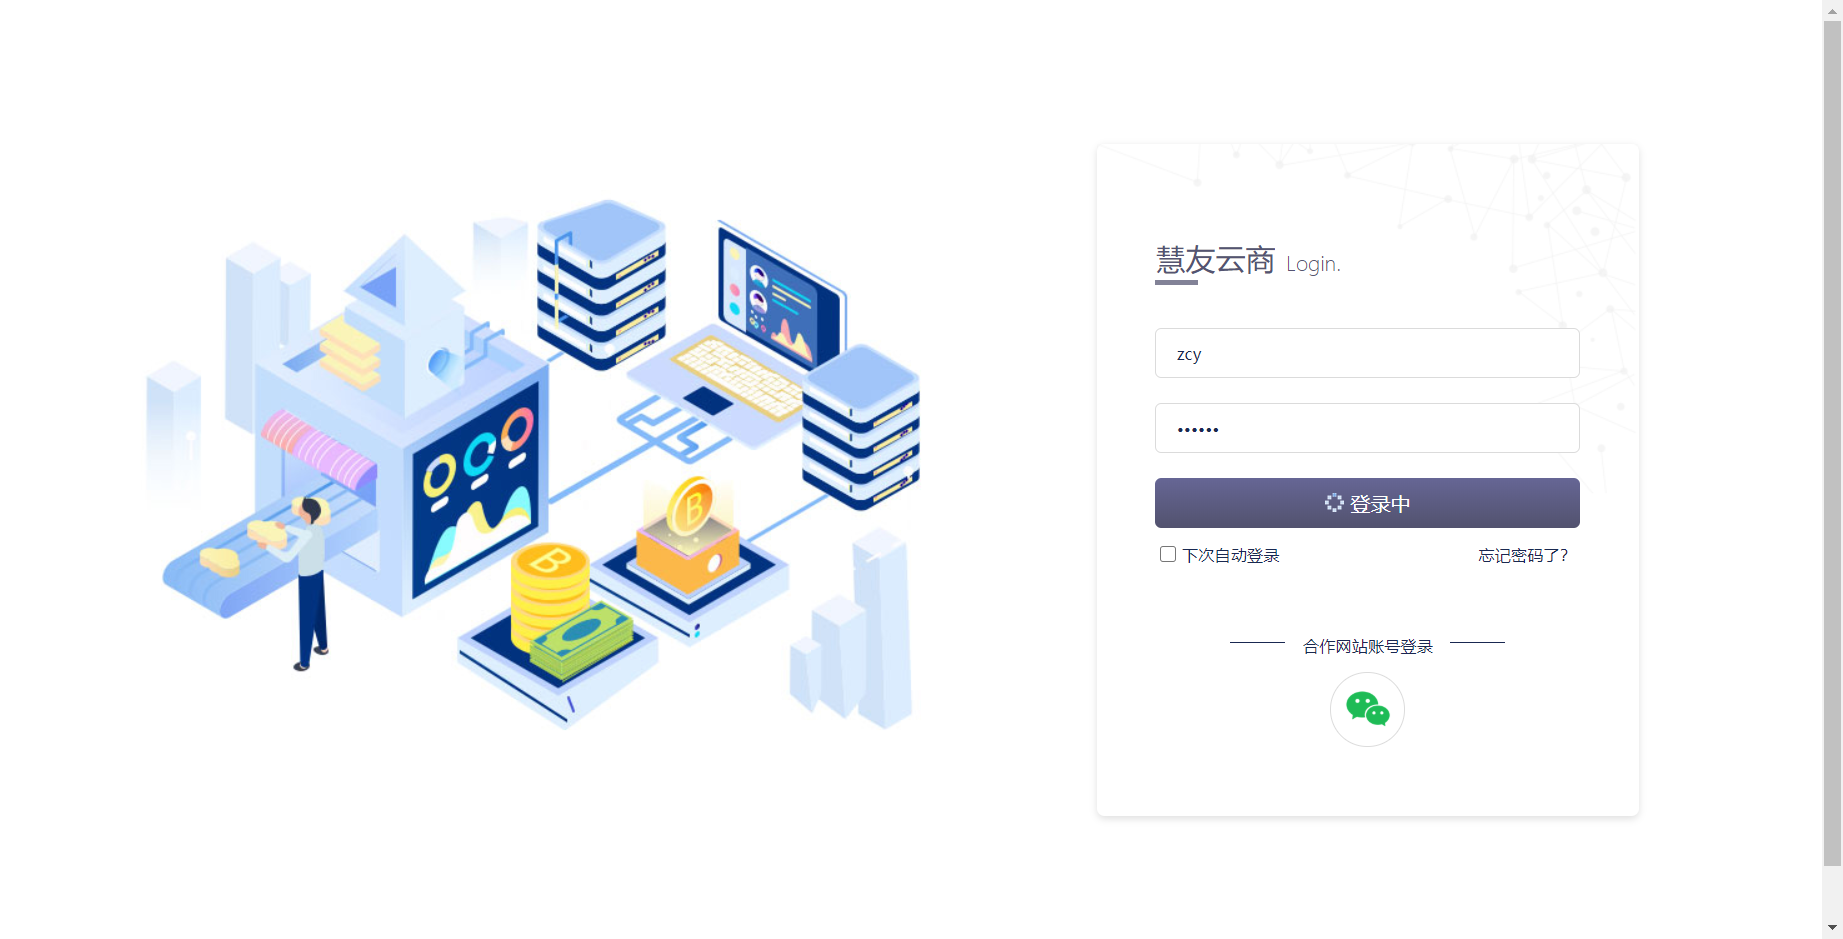 慧友云商 Login.
zcy
••••••
登录中
下次自动登录 忘记密码了?
合作网站账号登录